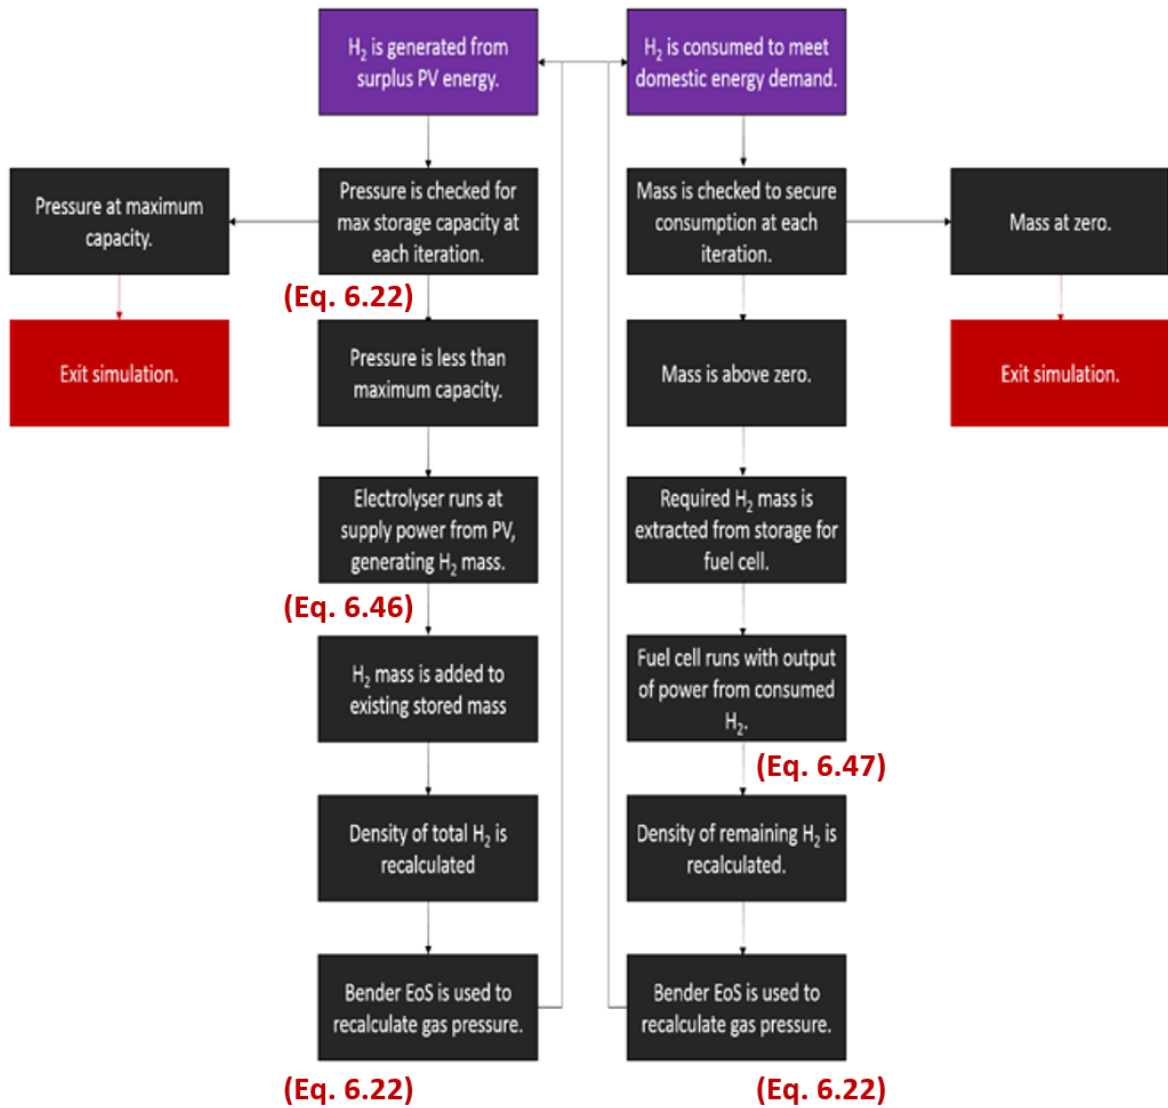 H₂ is generated from
surplus PV energy.
H₂ is consumed to meet
domestic energy demand.
Pressure at maximum
capacity.
Pressure is checked for
max storage capacity at
each iteration.
Mass is checked to secure
consumption at each
iteration.
Mass at zero.
(Eq. 6.22)
Exit simulation.
Pressure is less than
maximum capacity.
Mass is above zero.
Exit simulation.
Electrolyser runs at
supply power from PV,
generating H₂ mass.
Required H₂ mass is
extracted from storage for
fuel cell.
(Eq. 6.46)
H₂ mass is added to
existing stored mass
Fuel cell runs with output
of power from consumed
H₂.
(Eq. 6.47)
Density of total H₂ is
recalculated
Density of remaining H₂ is
recalculated.
Bender EoS is used to
recalculate gas pressure.
Bender EoS is used to
recalculate gas pressure.
(Eq. 6.22)
(Eq. 6.22)